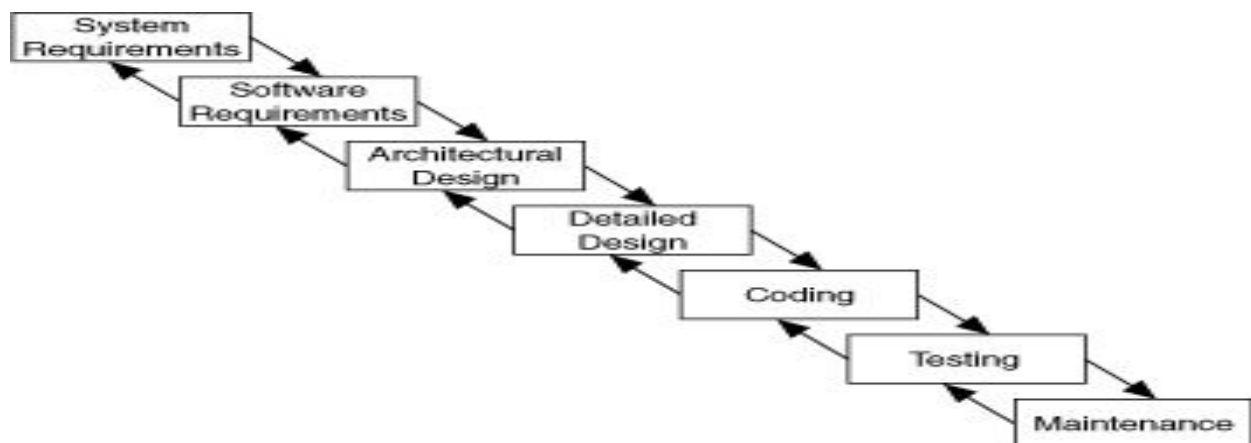 System
Requirements
Software
Requirements
Architectural
Design
Detailed
Design
Coding
Testing
Maintenance